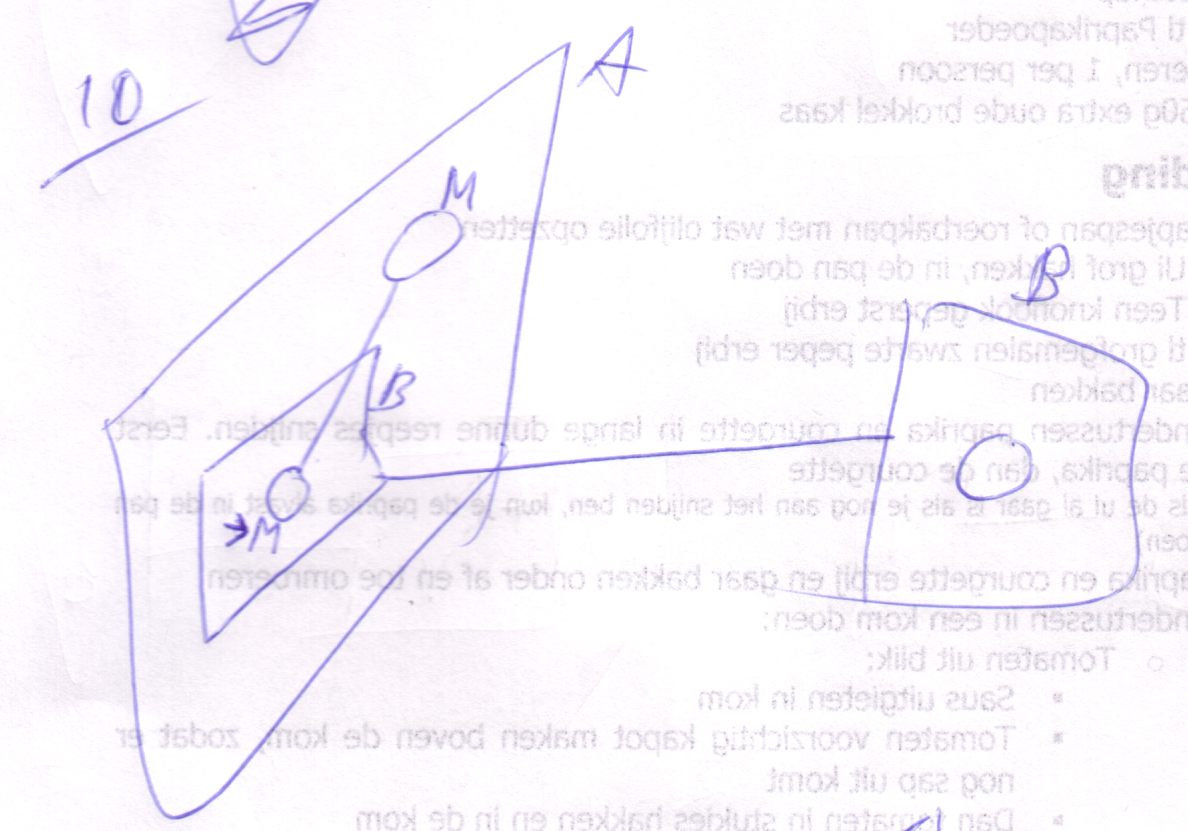 10
A
M
B
M
B
tl Paprikapoeder
eren, 1 per persoon
50g extra oude brokkel kaas
ding
apjespan of roerbakpan met wat olijfolie opzetten
Ui grof hakken, in de pan doen
Teen knoflook geperst erbij
tl grofgemalen zwarte peper erbij
aar bakken
ndertussen paprika en courgette in lange dunne reepjes snijden. Eerst
e paprika, dan de courgette
ls de ui al gaar is als je nog aan het snijden ben, kun je de paprika alvast in de pan
oen)
aprika en courgette erbij en gaar bakken onder af en toe omroeren
ndertussen in een kom doen:
Tomaten uit blik:
Saus uitgieten in kom
Tomaten voorzichtig kapot maken boven de kom, zodat er
nog sap uit komt
Dan tomaten in stukjes hakken en in de kom